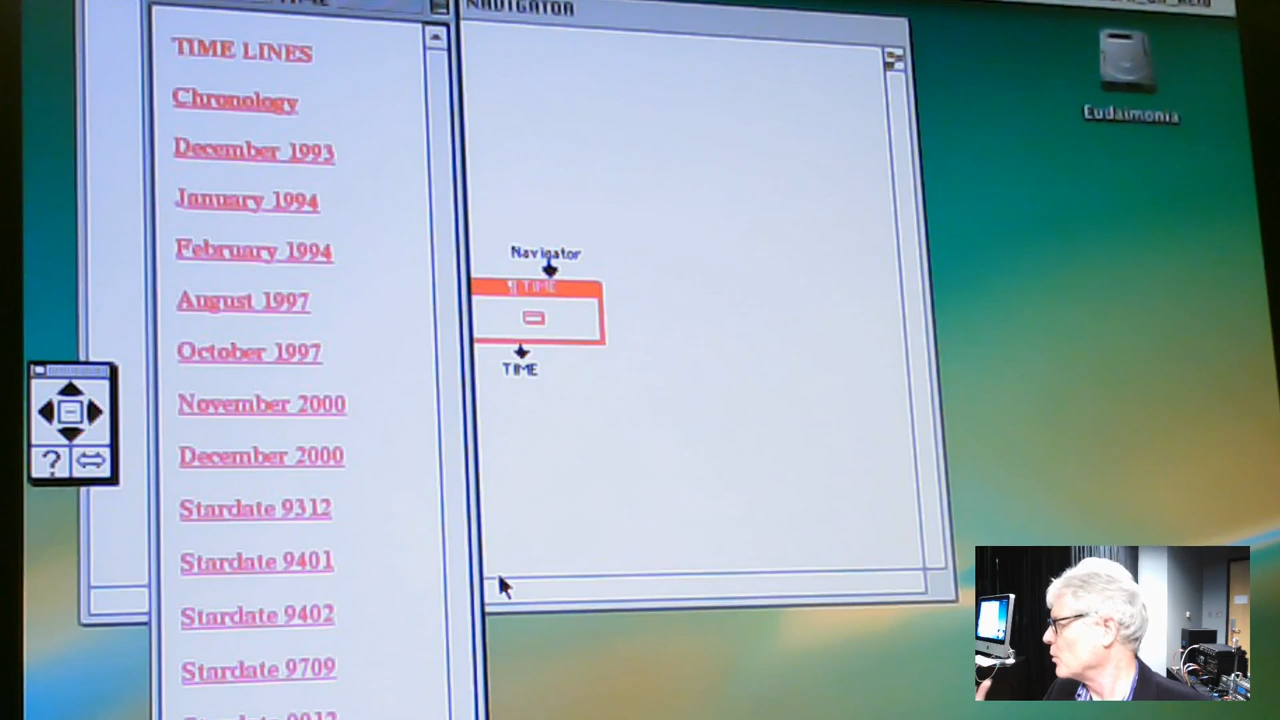 TIME
NAVIGATOR
TIME LINES
Chronology
December 1993
January 1994
February 1994
August 1997
October 1997
November 2000
December 2000
Stardate 9312
Stardate 9401
Stardate 9402
Stardate 9709
Navigator
¶ TIME
TIME
Eudaimonia
?